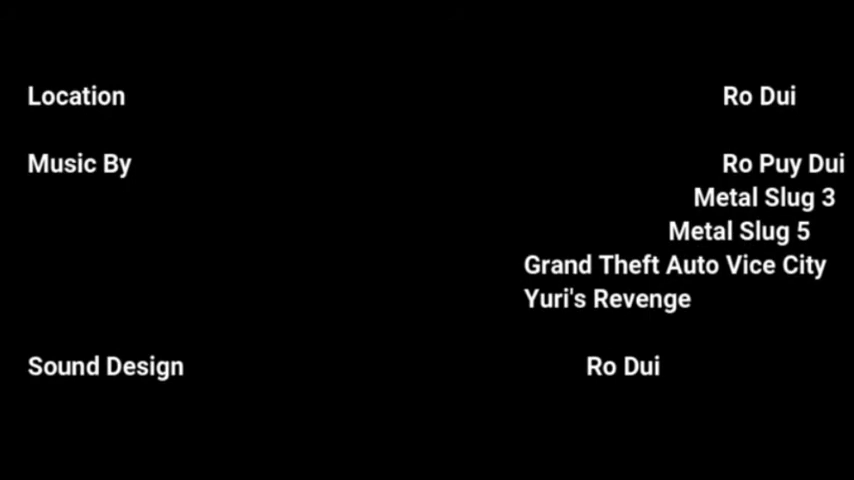 Location Ro Dui
Music By Ro Puy Dui
Metal Slug 3
Metal Slug 5
Grand Theft Auto Vice City
Yuri's Revenge
Sound Design Ro Dui